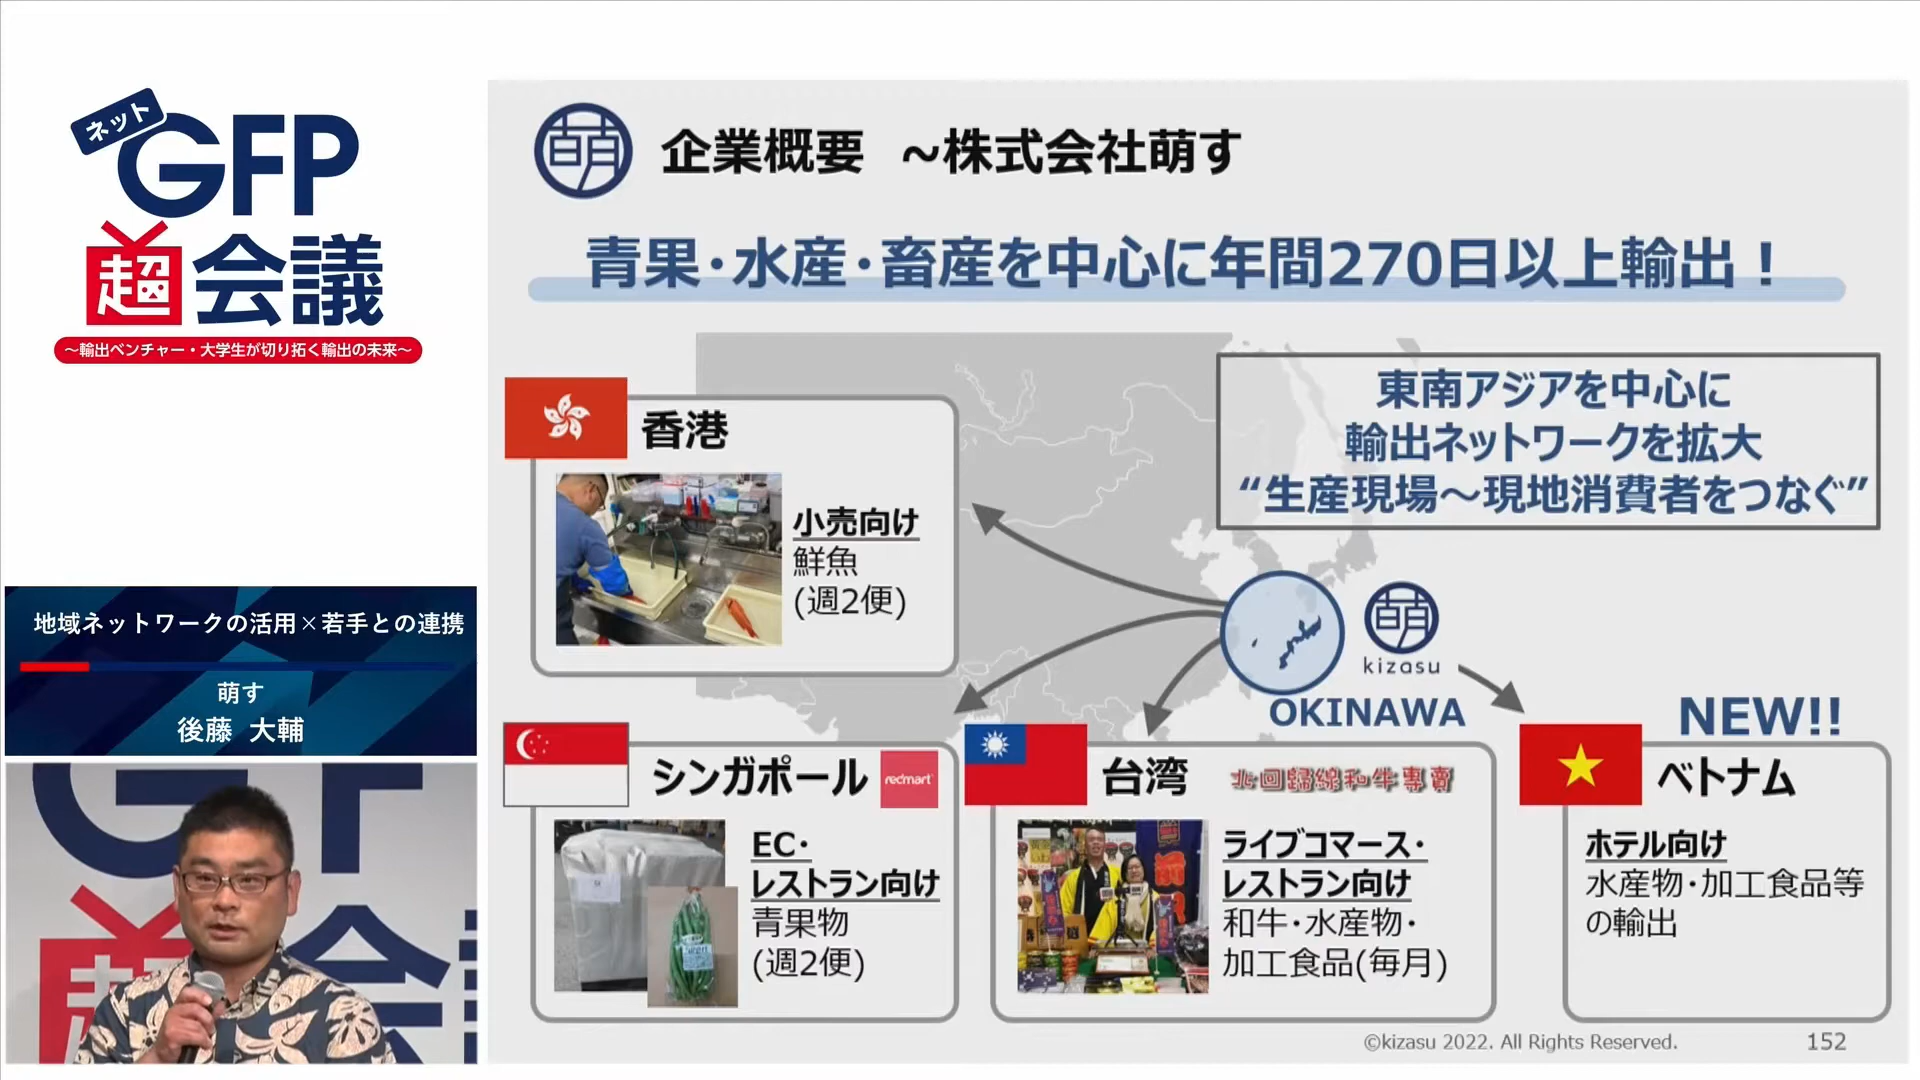 ネット
GFP
超会議
～輸出ベンチャー・大学生が切り拓く輸出の未来～
地域ネットワークの活用×若手との連携
萌す
後藤 大輔
萌
企業概要 ~株式会社萌す
青果・水産・畜産を中心に年間270日以上輸出！
東南アジアを中心に
輸出ネットワークを拡大
“生産現場～現地消費者をつなぐ”
香港
小売向け
鮮魚
(週2便)
萌
kizasu
OKINAWA
シンガポール
redmart
EC・
レストラン向け
青果物
(週2便)
台湾
北回歸線和牛專賣
ライブコマース・
レストラン向け
和牛・水産物・
加工食品(毎月)
NEW!!
ベトナム
ホテル向け
水産物・加工食品等
の輸出
©kizasu 2022. All Rights Reserved.
152